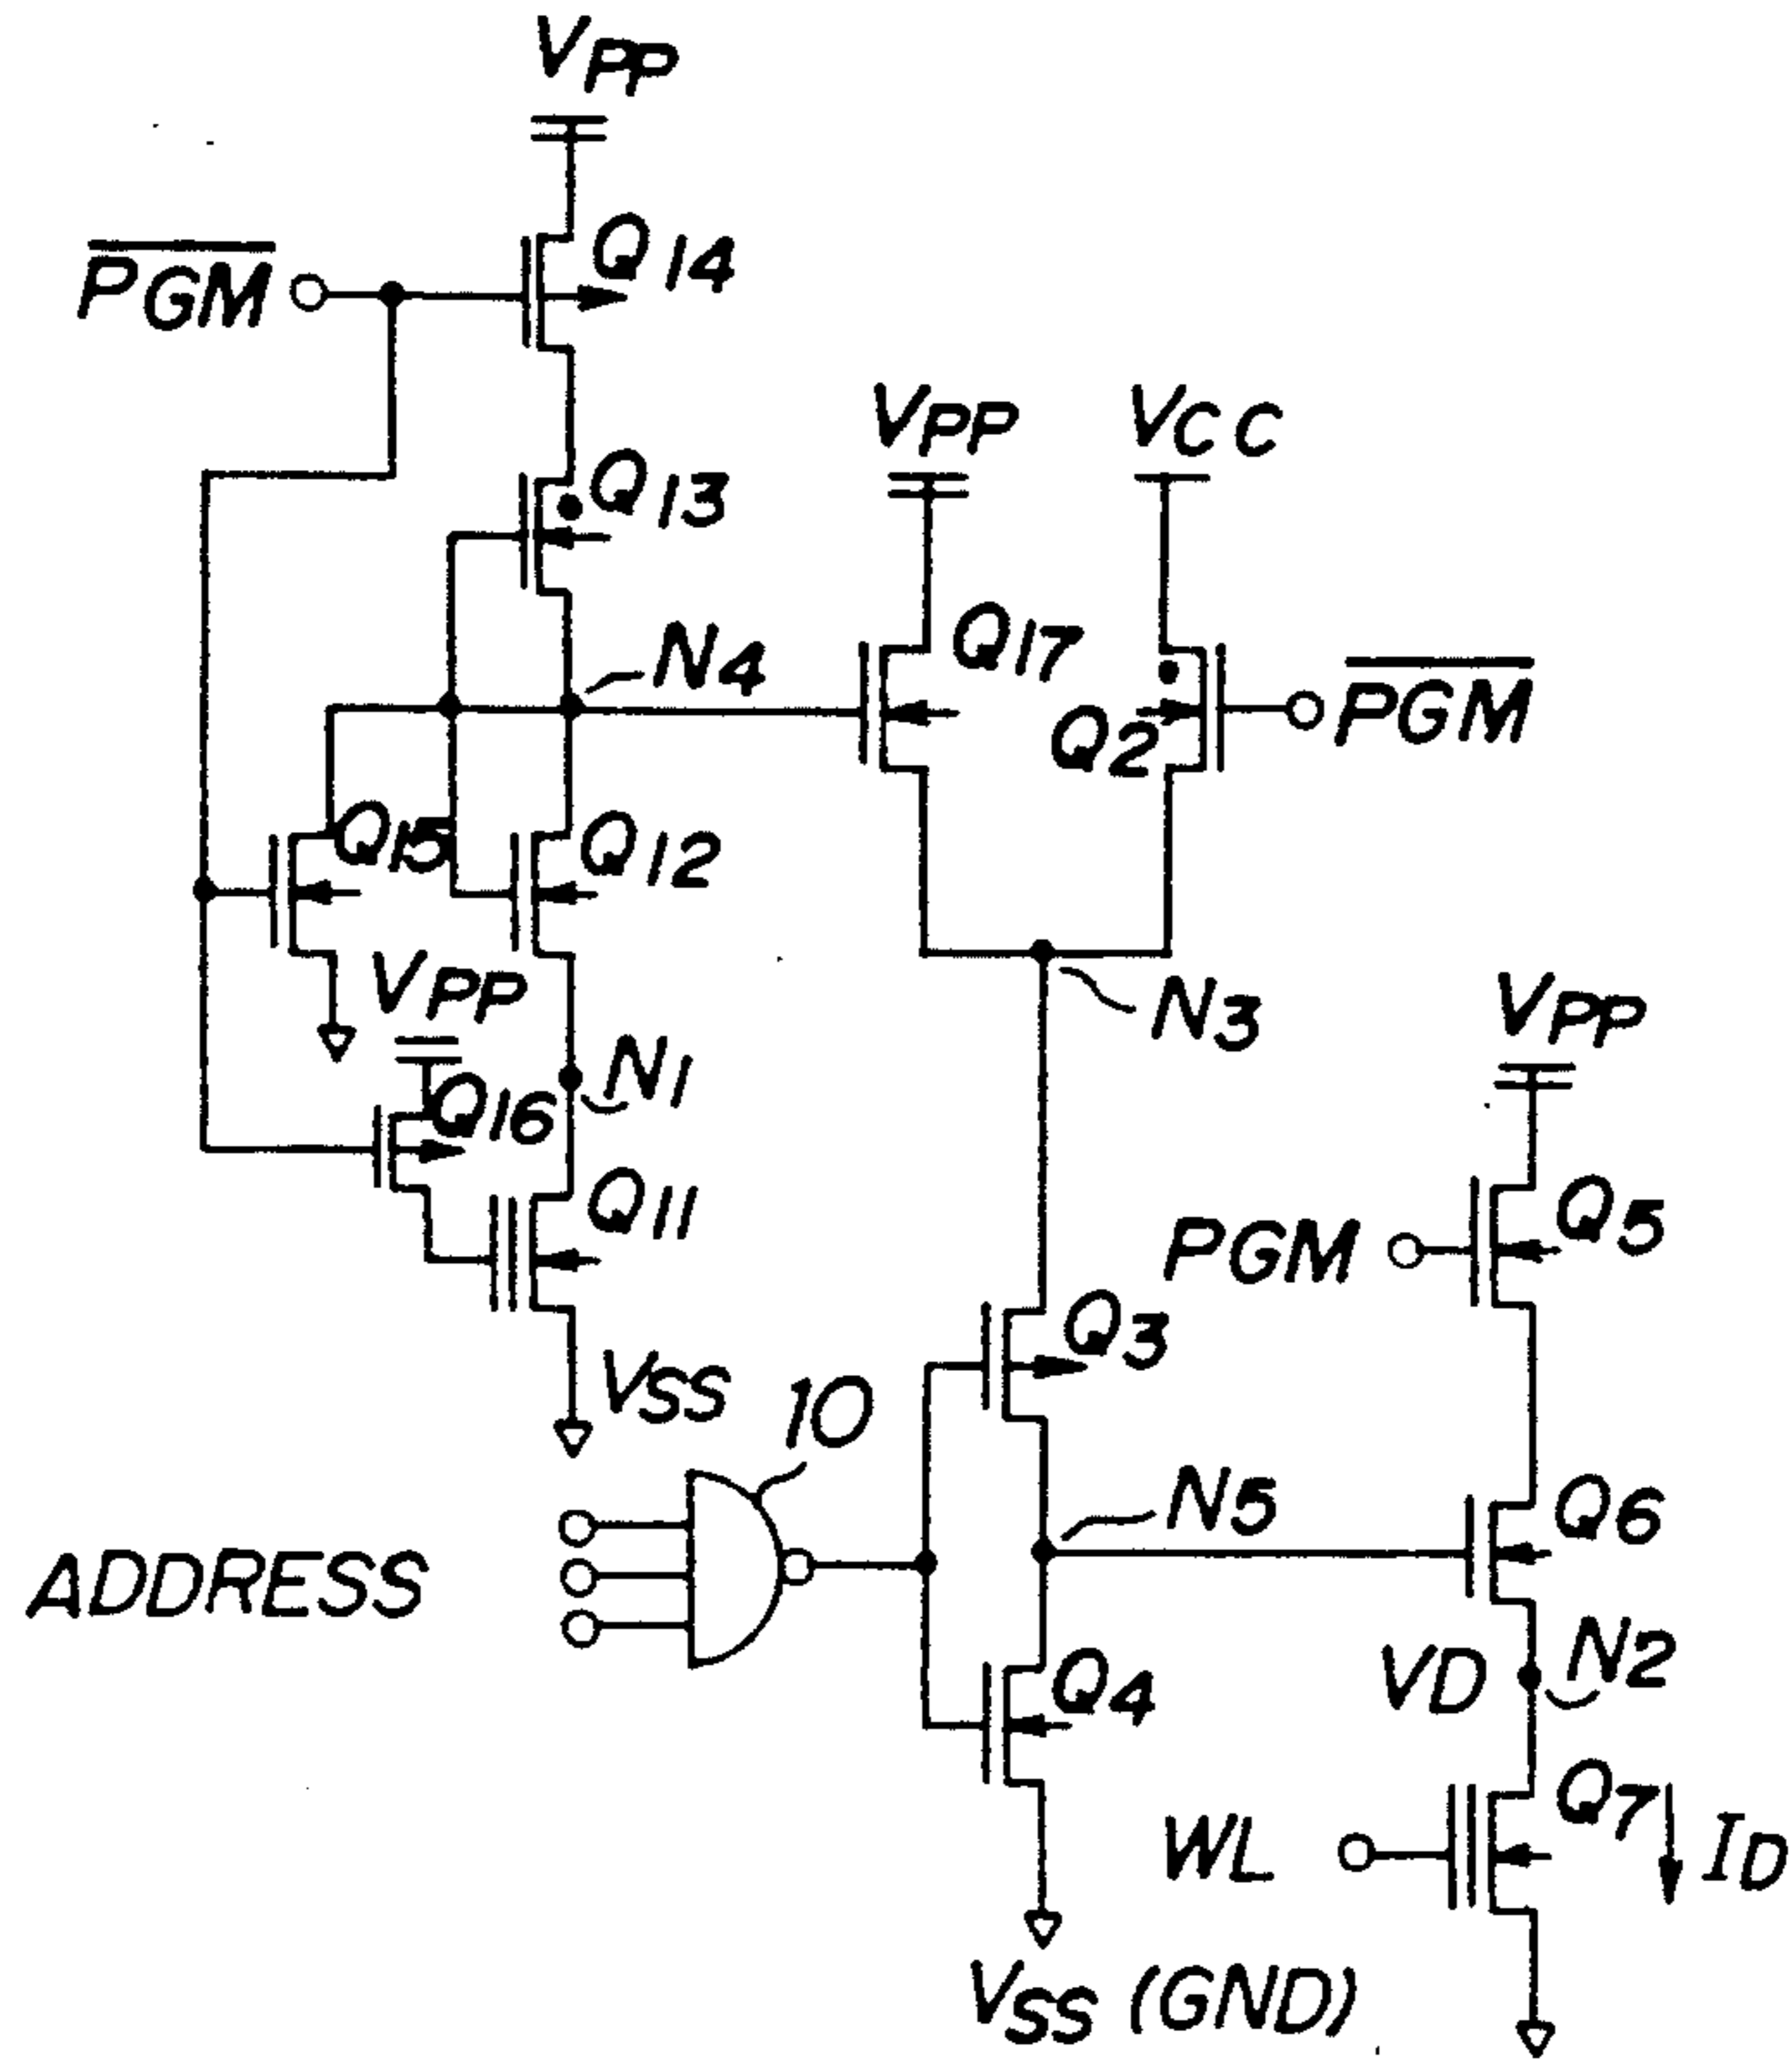 VPP
Q14
PGM
Q13
VPP
VCC
N4
Q17
Q2
PGM
Q15
Q12
VPP
N3
N1
Q16
VPP
Q11
PGM
Q5
Q3
VSS
10
N5
Q6
ADDRESS
N2
VD
Q4
Q7
WL
ID
VSS (GND)